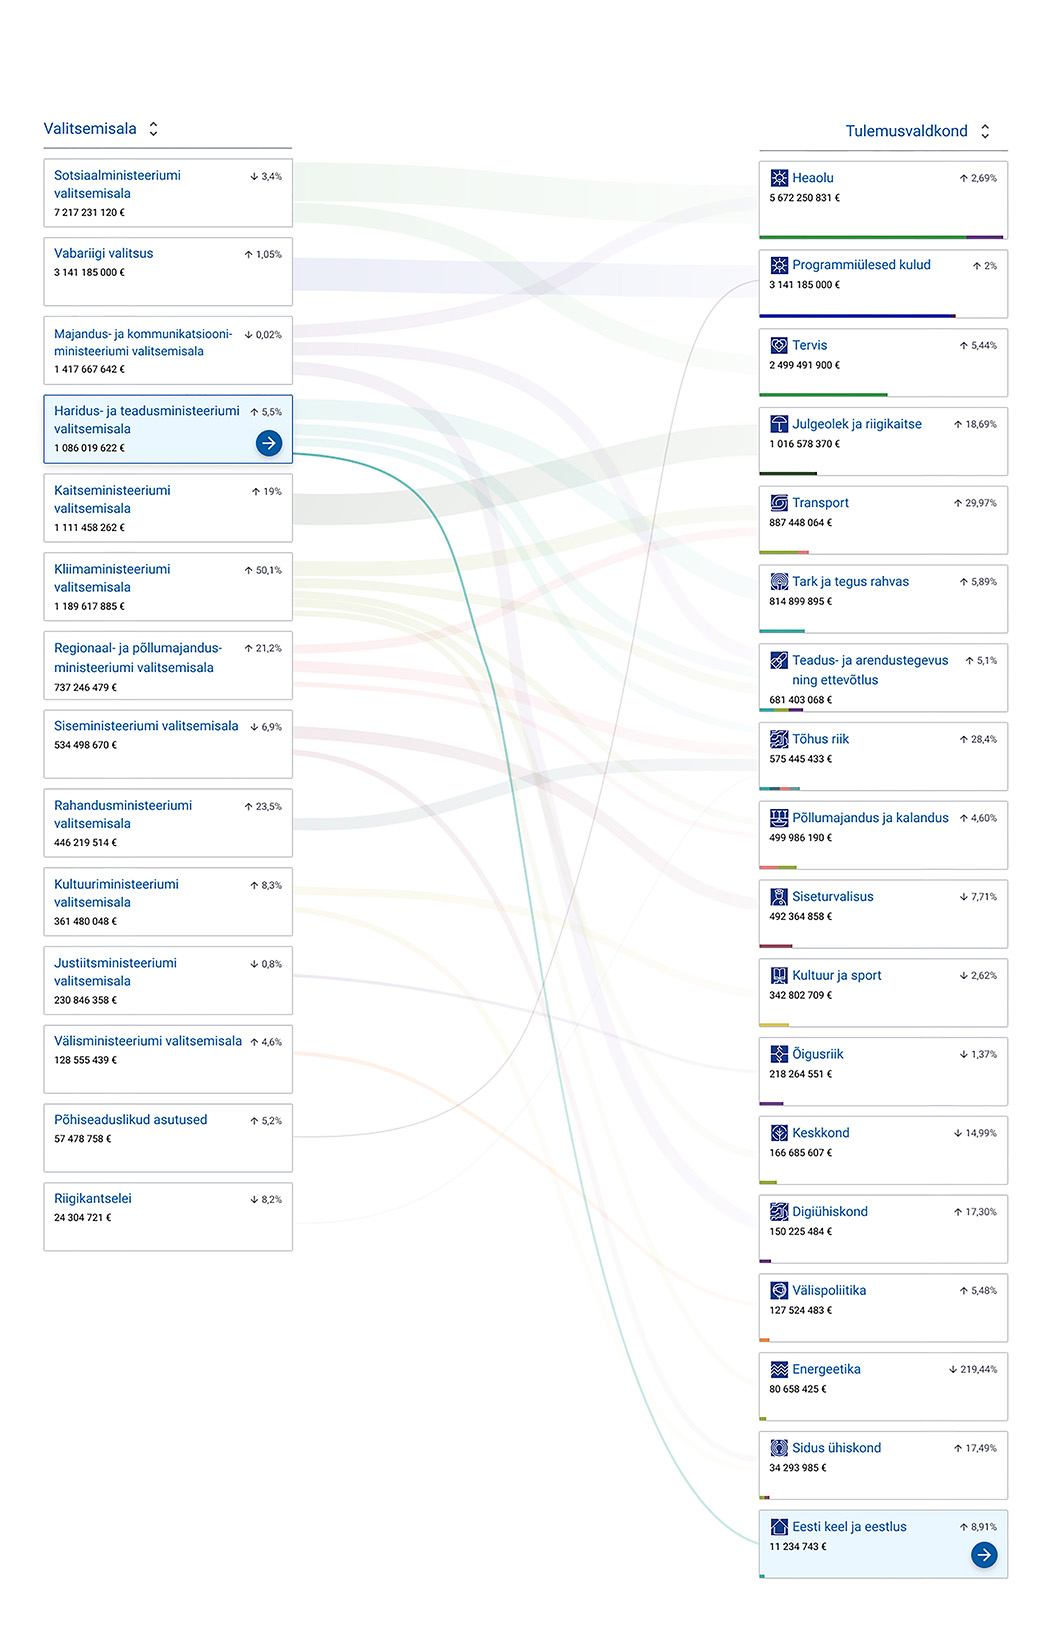 Valitsemisala
Sotsiaalministeeriumi ↓ 3,4%
valitsemisala
7 217 231 120 €
Vabariigi valitsus ↑ 1,05%
3 141 185 000 €
Majandus- ja kommunikatsiooni- ↓ 0,02%
ministeeriumi valitsemisala
1 417 667 642 €
Haridus- ja teadusministeeriumi ↑ 5,5%
valitsemisala
1 086 019 622 €
Kaitseministeeriumi ↑ 19%
valitsemisala
1 111 458 262 €
Kliimaministeeriumi ↑ 50,1%
valitsemisala
1 189 617 885 €
Regionaal- ja põllumajandus- ↑ 21,2%
ministeeriumi valitsemisala
737 246 479 €
Siseministeeriumi valitsemisala ↓ 6,9%
534 498 670 €
Rahandusministeeriumi ↑ 23,5%
valitsemisala
446 219 514 €
Kultuuriministeeriumi ↑ 8,3%
valitsemisala
361 480 048 €
Justiitsministeeriumi ↓ 0,8%
valitsemisala
230 846 358 €
Välisministeeriumi valitsemisala ↑ 4,6%
128 555 439 €
Põhiseaduslikud asutused ↑ 5,2%
57 478 758 €
Riigikantselei ↓ 8,2%
24 304 721 €
Tulemusvaldkond
Heaolu ↑ 2,69%
5 672 250 831 €
Programmiülesed kulud ↑ 2%
3 141 185 000 €
Tervis ↑ 5,44%
2 499 491 900 €
Julgeolek ja riigikaitse ↑ 18,69%
1 016 578 370 €
Transport ↑ 29,97%
887 448 064 €
Tark ja tegus rahvas ↑ 5,89%
814 899 895 €
Teadus- ja arendustegevus ↑ 5,1%
ning ettevõtlus
681 403 068 €
Tõhus riik ↑ 28,4%
575 445 433 €
Põllumajandus ja kalandus ↑ 4,60%
499 986 190 €
Siseturvalisus ↓ 7,71%
492 364 858 €
Kultuur ja sport ↓ 2,62%
342 802 709 €
Õigusriik ↓ 1,37%
218 264 551 €
Keskkond ↓ 14,99%
166 685 607 €
Digiühiskond ↑ 17,30%
150 225 484 €
Välispoliitika ↑ 5,48%
127 524 483 €
Energeetika ↓ 219,44%
80 658 425 €
Sidus ühiskond ↑ 17,49%
34 293 985 €
Eesti keel ja eestlus ↑ 8,91%
11 234 743 €